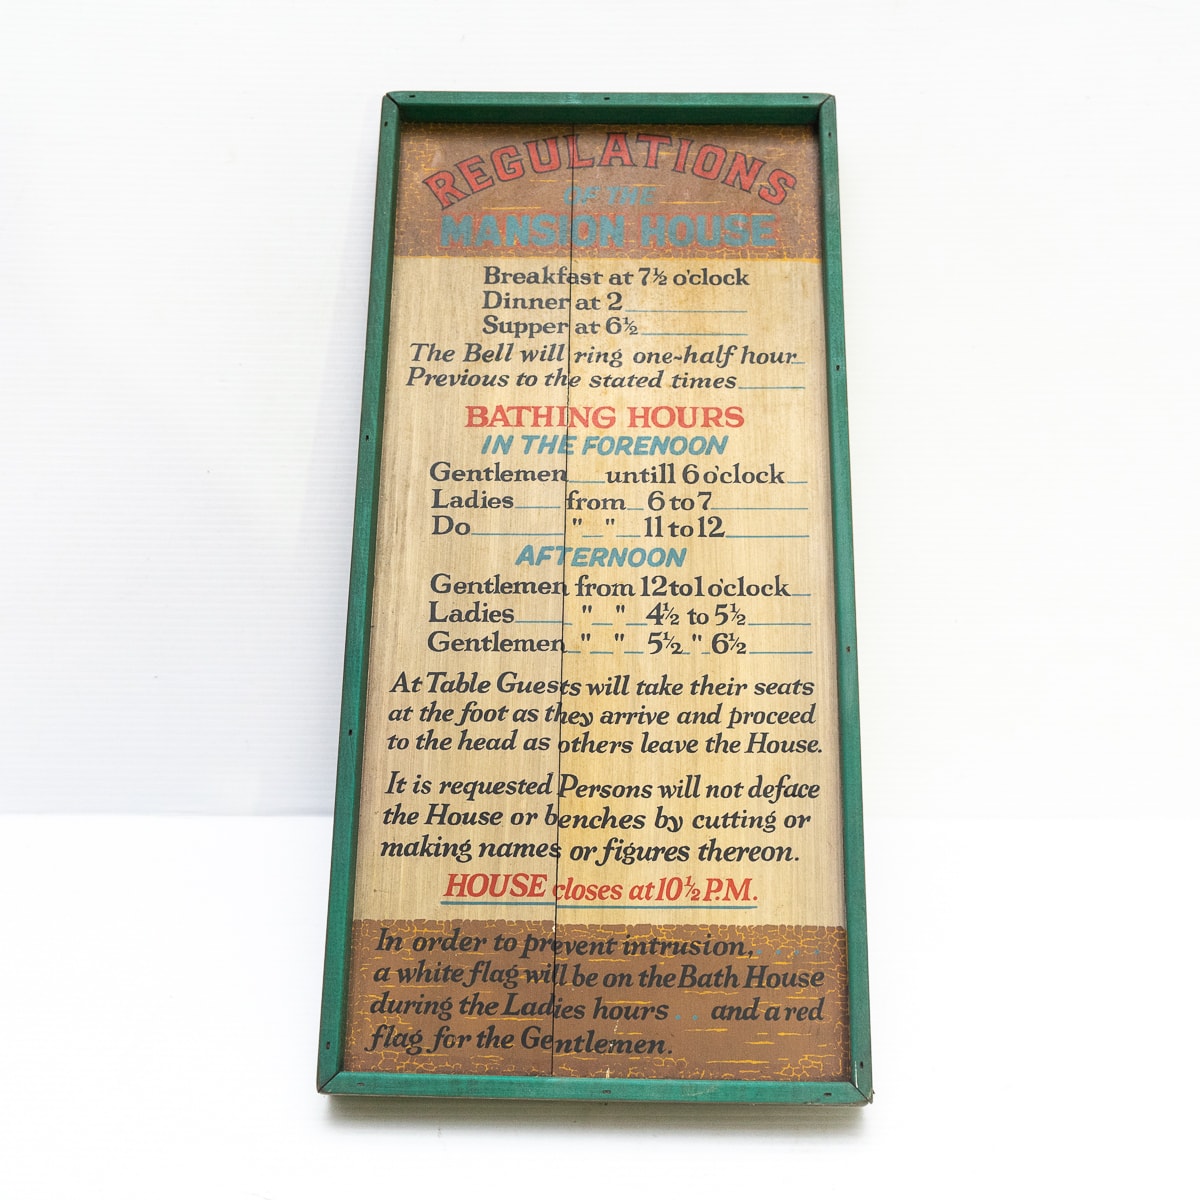 REGULATIONS
OF THE
MANSION HOUSE
Breakfast at 7½ o'clock
Dinner at 2
Supper at 6½
The Bell will ring one-half hour
Previous to the stated times
BATHING HOURS
IN THE FORENOON
Gentlemen untill 6 o'clock
Ladies from 6 to 7
Do " " 11 to 12
AFTERNOON
Gentlemen from 12 to 1 o'clock
Ladies " " 4½ to 5½
Gentlemen " " 5½ " 6½
At Table Guests will take their seats
at the foot as they arrive and proceed
to the head as others leave the House.
It is requested Persons will not deface
the House or benches by cutting or
making names or figures thereon.
HOUSE closes at 10½ P.M.
In order to prevent intrusion, . . . .
a white flag will be on the Bath House
during the Ladies hours . . and a red
flag for the Gentlemen.